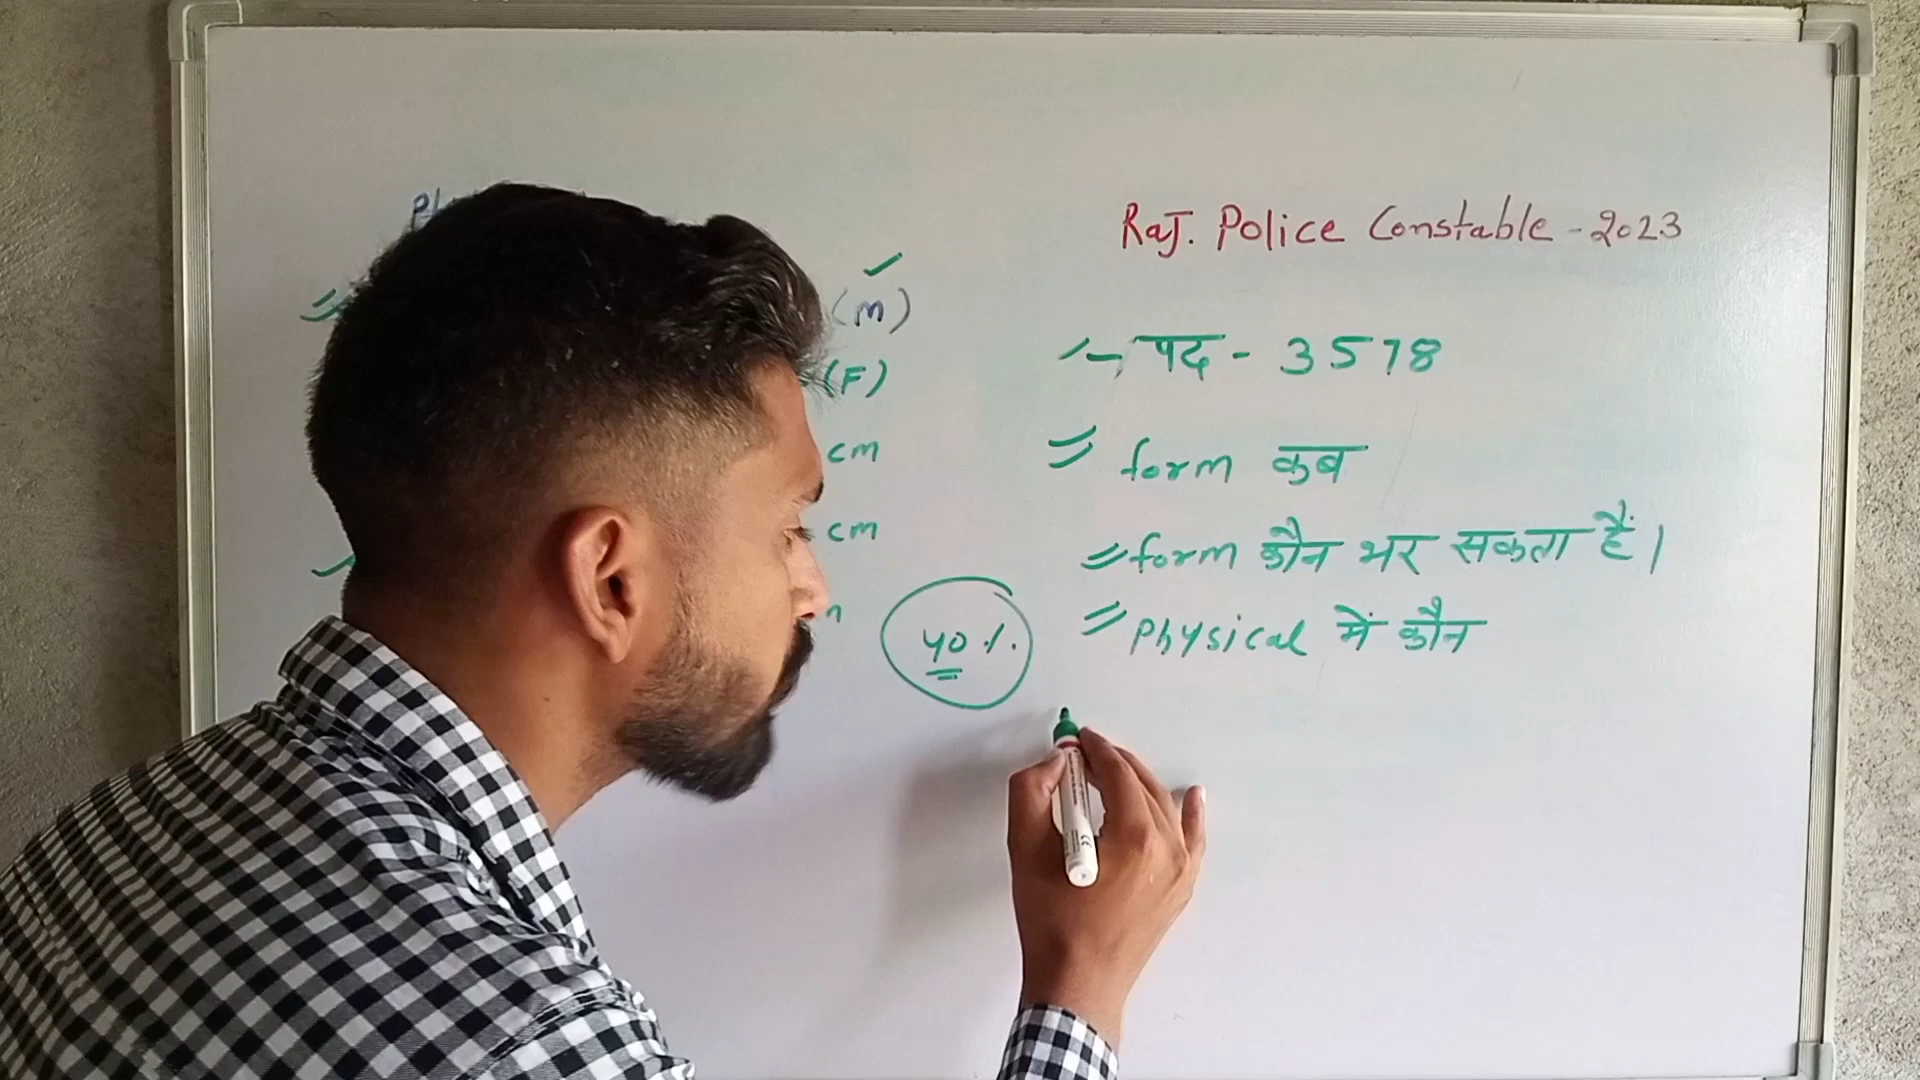 (M)
(F)
cm
cm
40%.
Raj. Police Constable - 2023
- पद - 3578
form कब
form कौन भर सकता हैं।
Physical में कौन